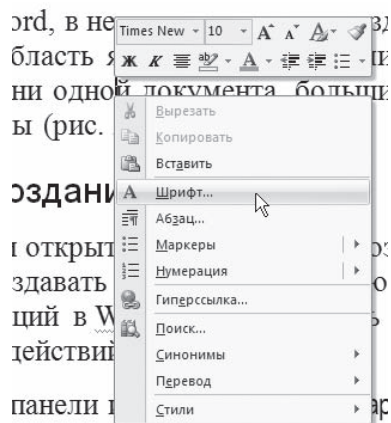 ord, в не
Times New 10
бласть
Ж К
ни одной документа, больши
ы (рис.
Вырезать
Копировать
Вставить
оздани
Шрифт...
открыт
Абзац...
Маркеры
здавать
Нумерация
ций в W
Гиперссылка...
Поиск...
действий
Синонимы
Перевод
панели
Стили